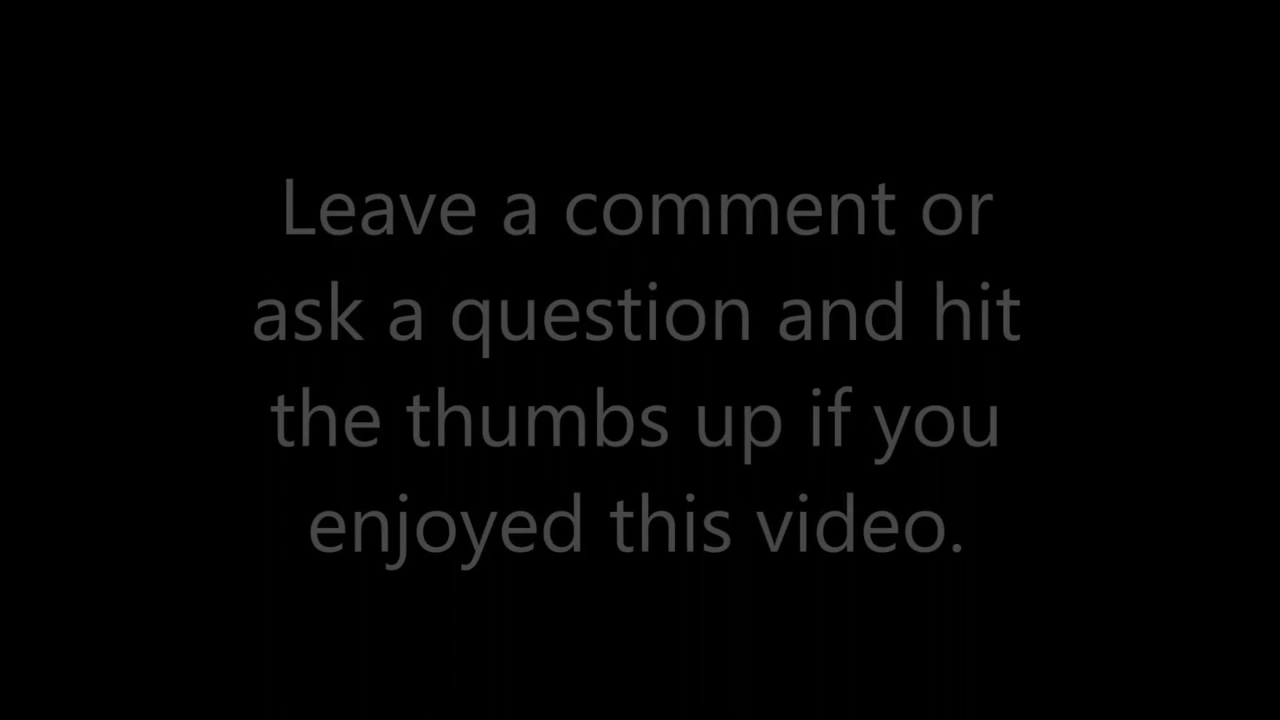 Leave a comment or
ask a question and hit
the thumbs up if you
enjoyed this video.